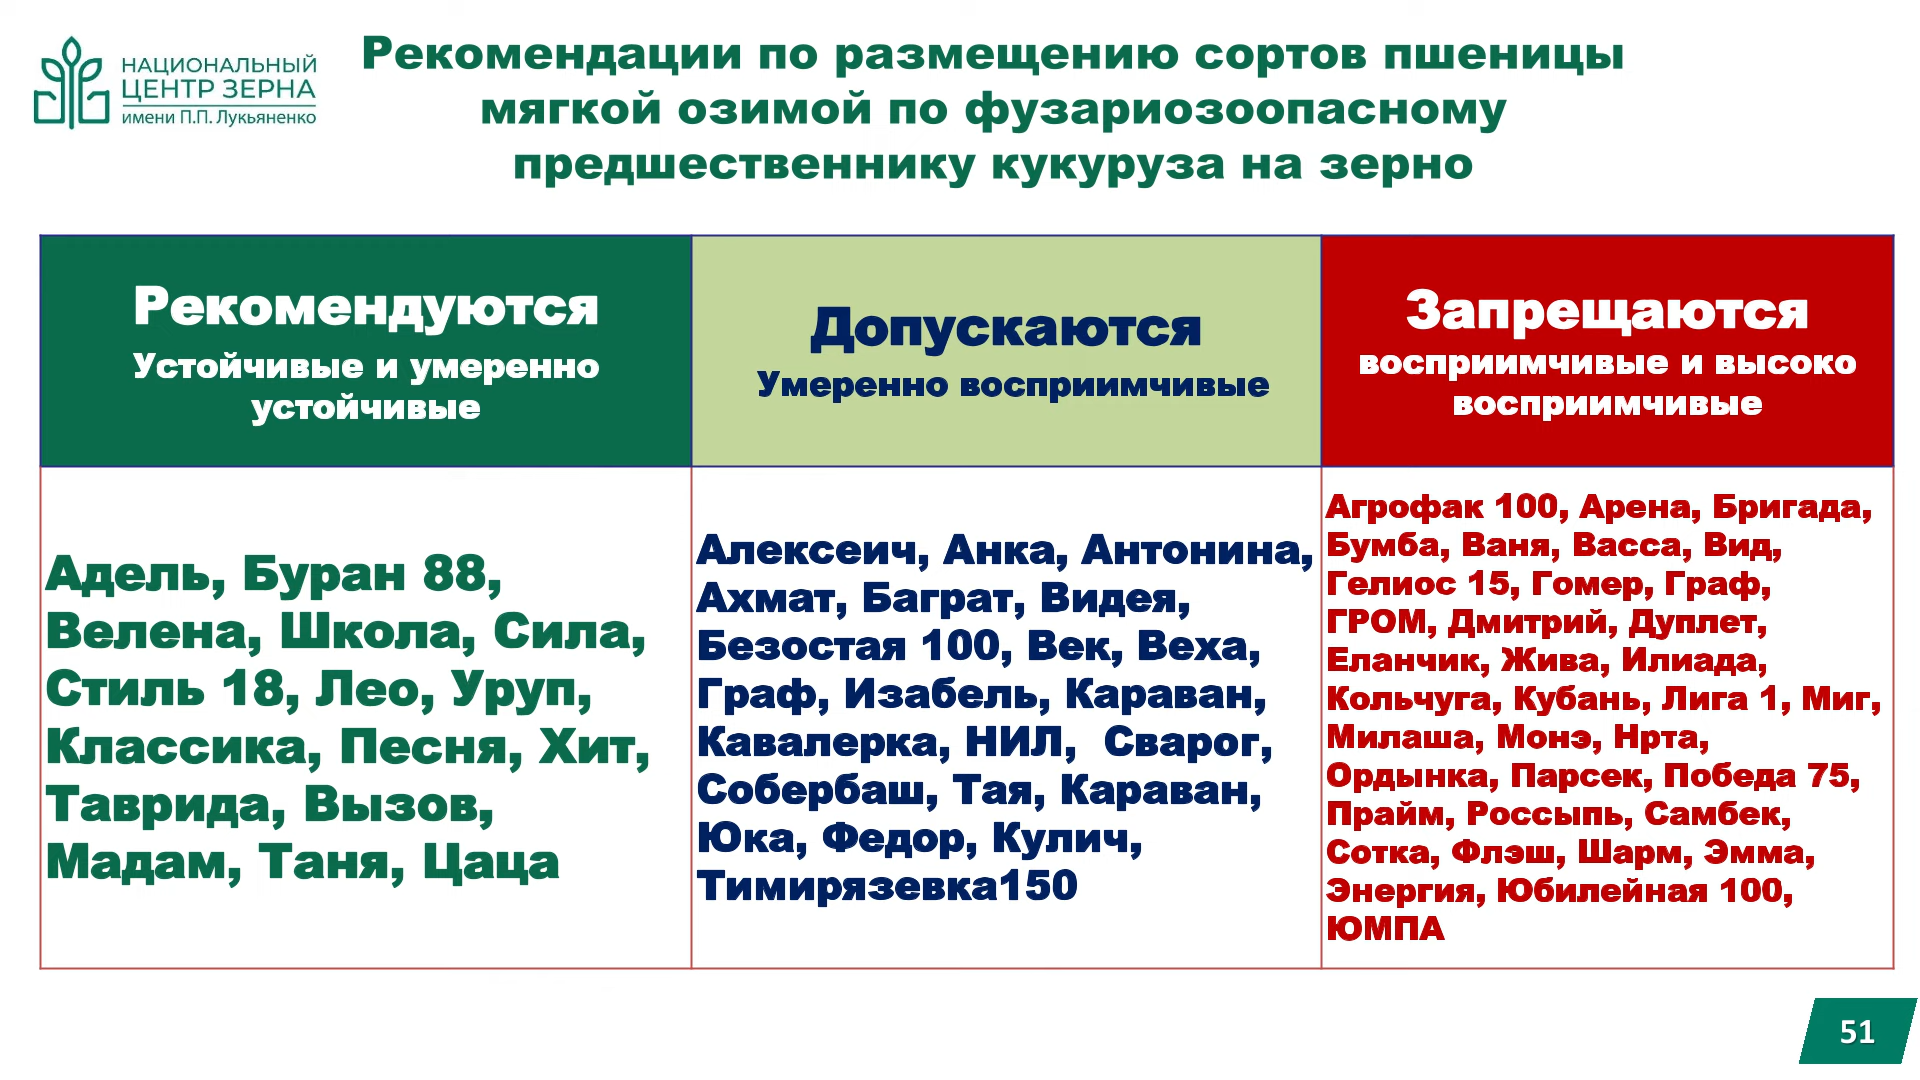 НАЦИОНАЛЬНЫЙ
ЦЕНТР ЗЕРНА
имени П.П. Лукьяненко
Рекомендации по размещению сортов пшеницы
мягкой озимой по фузариозоопасному
предшественнику кукуруза на зерно
Рекомендуются
Устойчивые и умеренно
устойчивые
Допускаются
Умеренно восприимчивые
Запрещаются
восприимчивые и высоко
восприимчивые
Адель, Буран 88,
Велена, Школа, Сила,
Стиль 18, Лео, Уруп,
Классика, Песня, Хит,
Таврида, Вызов,
Мадам, Таня, Цаца
Алексеич, Анка, Антонина,
Ахмат, Баграт, Видея,
Безостая 100, Век, Веха,
Граф, Изабель, Караван,
Кавалерка, НИЛ, Сварог,
Собербаш, Тая, Караван,
Юка, Федор, Кулич,
Тимирязевка150
Агрофак 100, Арена, Бригада,
Бумба, Ваня, Васса, Вид,
Гелиос 15, Гомер, Граф,
ГРОМ, Дмитрий, Дуплет,
Еланчик, Жива, Илиада,
Кольчуга, Кубань, Лига 1, Миг,
Милаша, Монэ, Нрта,
Ордынка, Парсек, Победа 75,
Прайм, Россыпь, Самбек,
Сотка, Флэш, Шарм, Эмма,
Энергия, Юбилейная 100,
ЮМПА
51